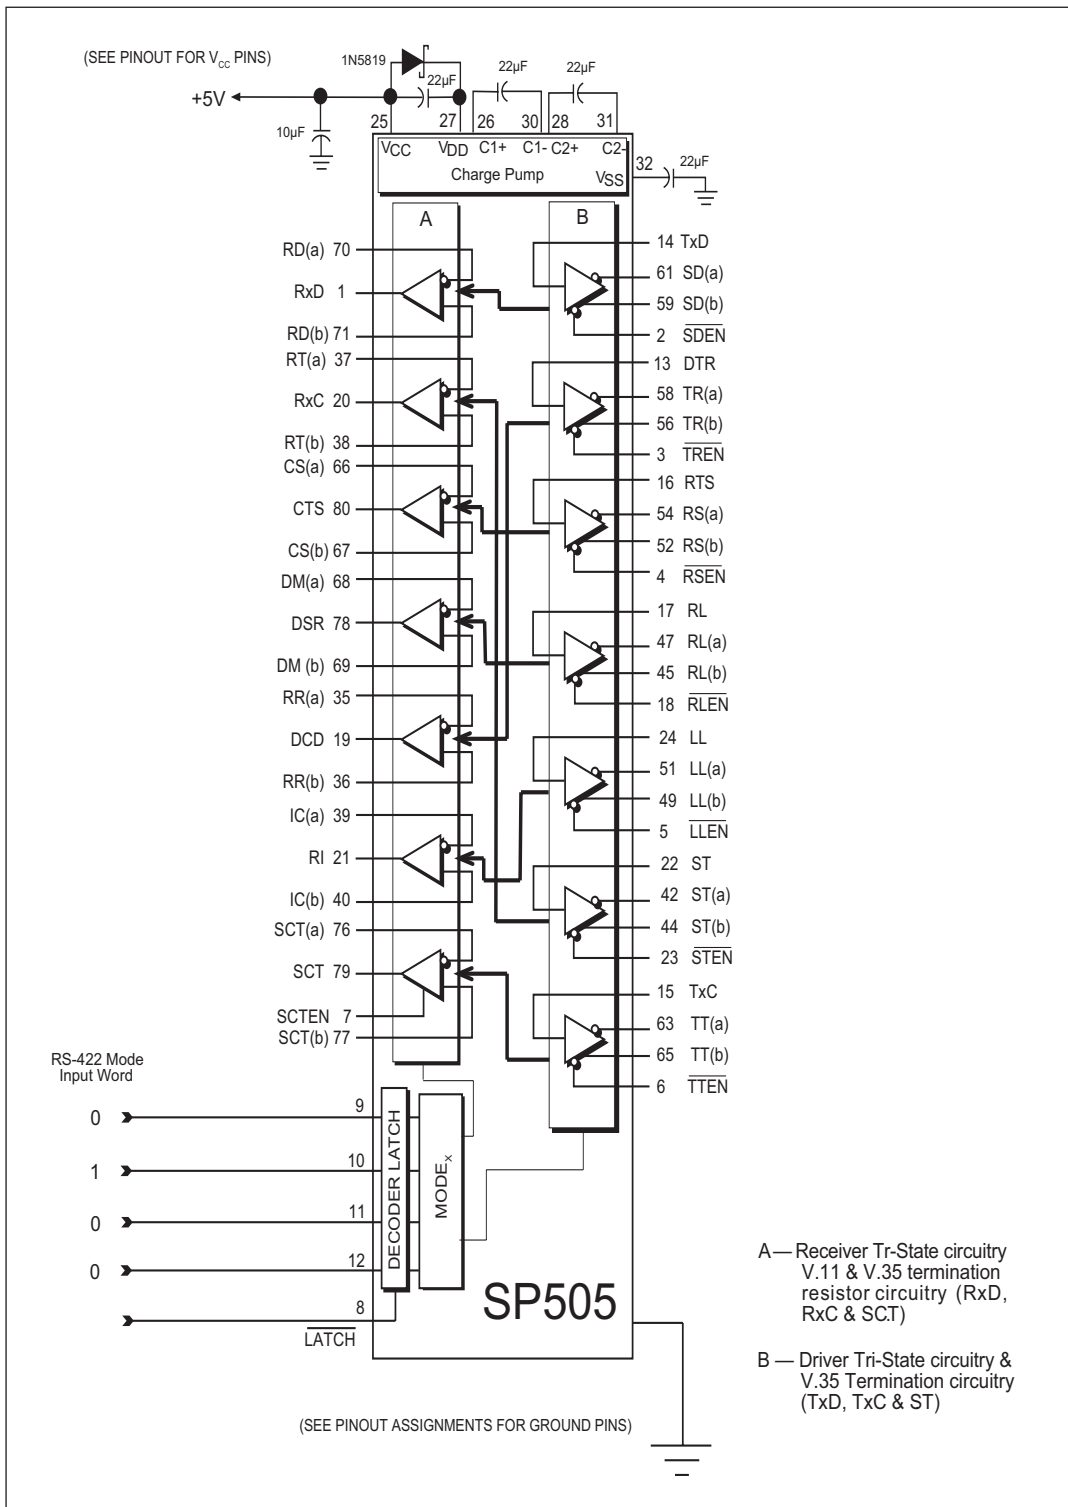 (SEE PINOUT FOR VCC PINS)
1N5819
22µF
22µF
22µF
+5V
10µF
25
27
26
30
28
31
VCC
VDD
C1+
C1-
C2+
C2-
Charge Pump
VSS
32
22µF
A
B
RD(a) 70
RxD 1
RD(b) 71
RT(a) 37
RxC 20
RT(b) 38
CS(a) 66
CTS 80
CS(b) 67
DM(a) 68
DSR 78
DM (b) 69
RR(a) 35
DCD 19
RR(b) 36
IC(a) 39
RI 21
IC(b) 40
SCT(a) 76
SCT 79
SCTEN 7
SCT(b) 77
14 TxD
61 SD(a)
59 SD(b)
2 SDEN
13 DTR
58 TR(a)
56 TR(b)
3 TREN
16 RTS
54 RS(a)
52 RS(b)
4 RSEN
17 RL
47 RL(a)
45 RL(b)
18 RLEN
24 LL
51 LL(a)
49 LL(b)
5 LLEN
22 ST
42 ST(a)
44 ST(b)
23 STEN
15 TxC
63 TT(a)
65 TT(b)
6 TTEN
RS-422 Mode
Input Word
0
9
1
10
0
11
0
12
8
LATCH
DECODER LATCH
MODEx
SP505
A — Receiver Tr-State circuitry
V.11 & V.35 termination
resistor circuitry (RxD,
RxC & SCT)
B — Driver Tri-State circuitry &
V.35 Termination circuitry
(TxD, TxC & ST)
(SEE PINOUT ASSIGNMENTS FOR GROUND PINS)